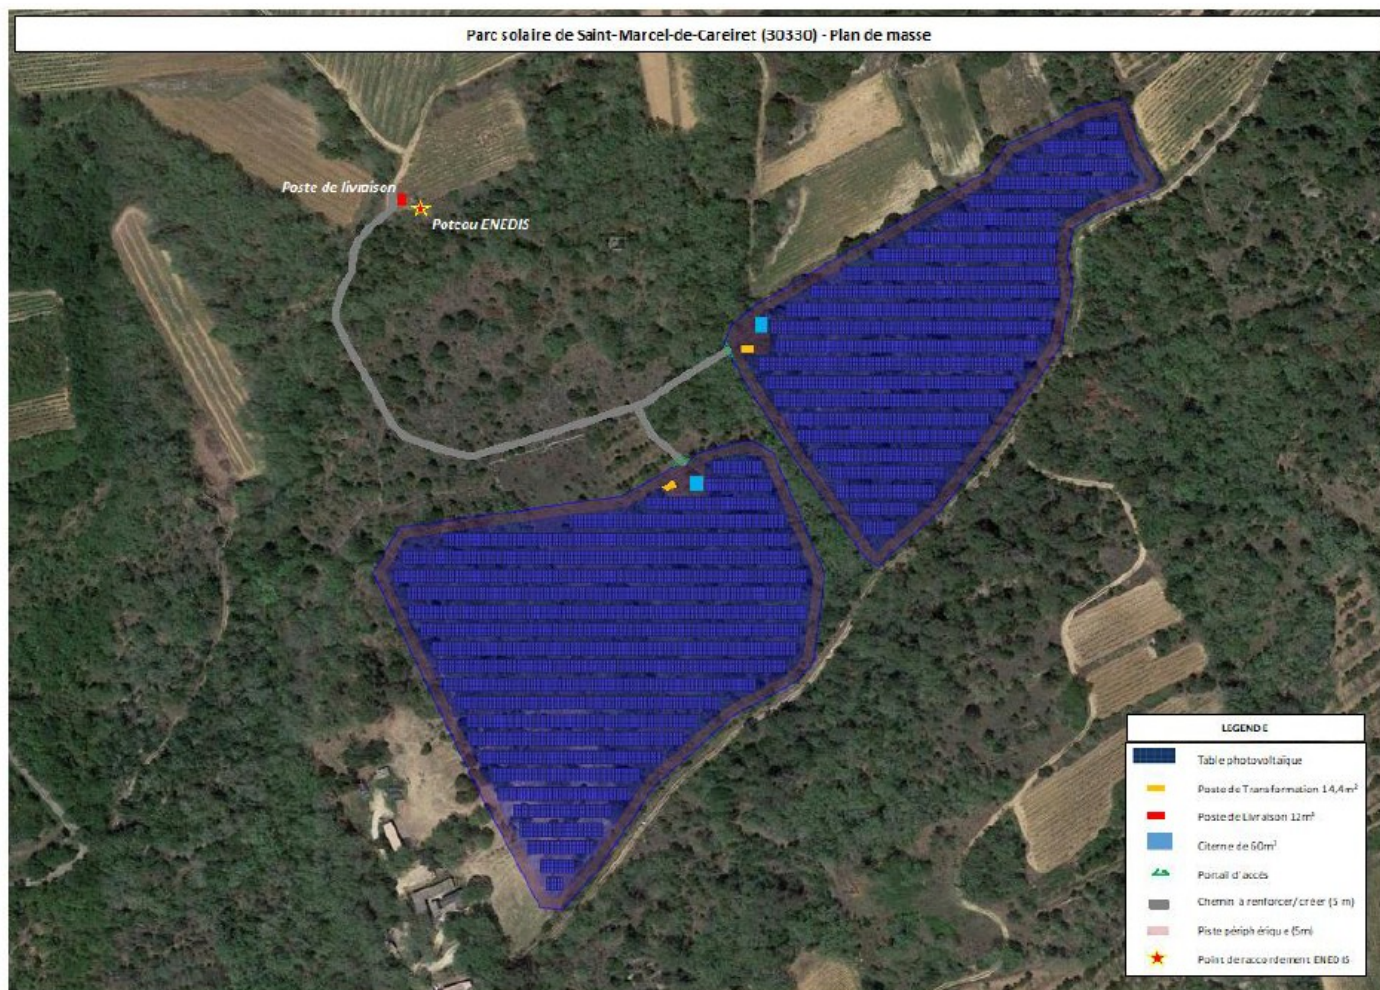 Parc solaire de Saint-Marcel-de-Careiret (30330) - Plan de masse
Poste de livraison
Poteau ENEDIS
LEGENDE
Table photovoltaïque
Poste de Transformation 14,4m²
Poste de Livraison 12m²
Citerne de 60m³
Portail d'accès
Chemin à renforcer/créer (5 m)
Piste périphérique (5m)
Point de raccordement ENEDIS